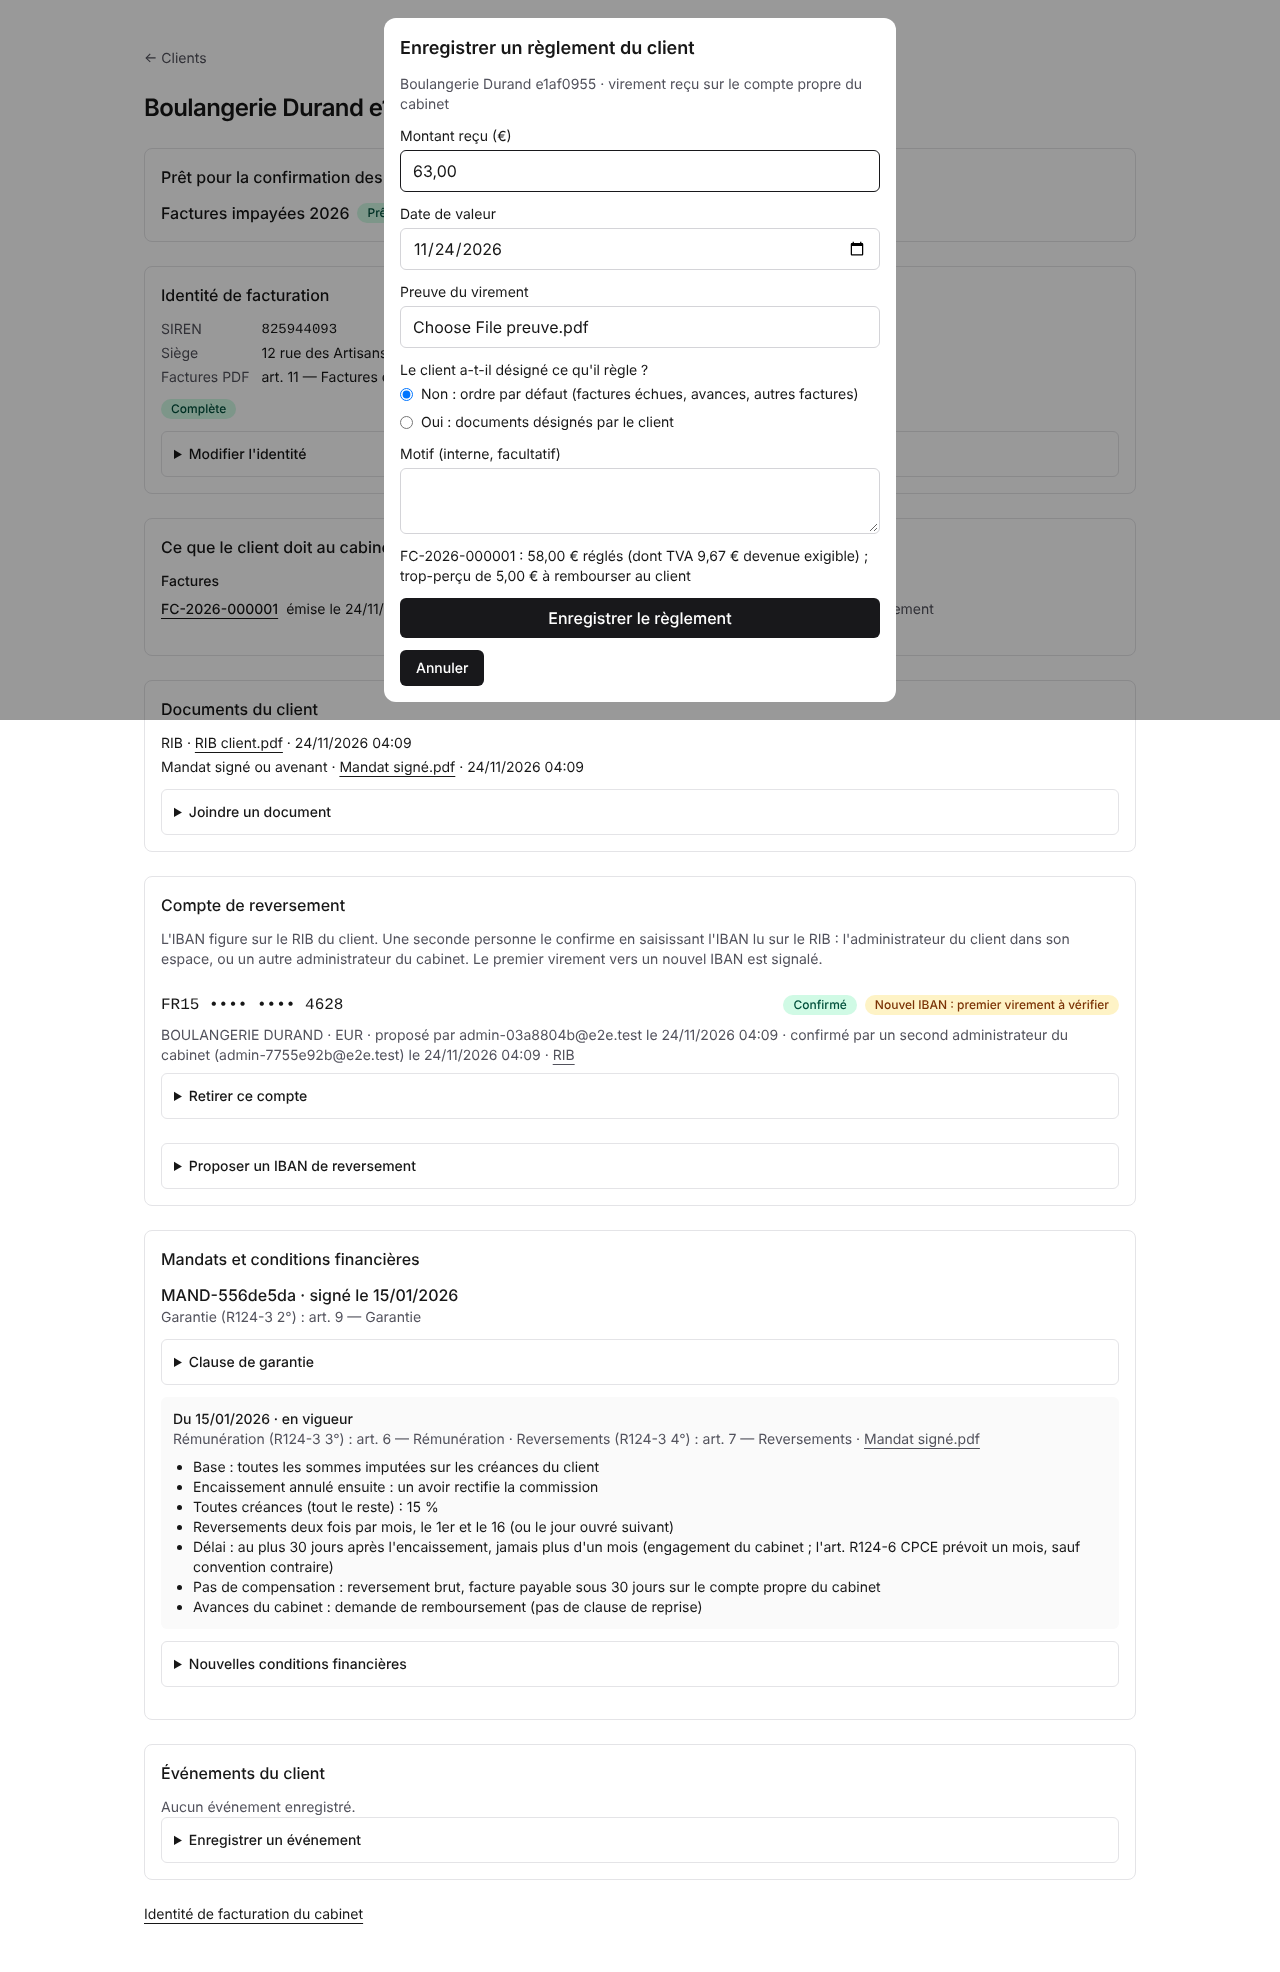 ← Clients
Boulangerie Durand
Prêt pour la confirmation des
Factures impayées 2026
Identité de facturation
SIREN 825944093
Siège 12 rue des Artisans
Factures PDF art. 11 — Factures
Complète
Modifier l'identité
Ce que le client doit au
Factures
FC-2026-000001 émise le 24/11/
Enregistrer un règlement du client
Boulangerie Durand e1af0955 · virement reçu sur le compte propre du
cabinet
Montant reçu (€)
63,00
Date de valeur
11/24/2026
Preuve du virement
Choose File preuve.pdf
Le client a-t-il désigné ce qu'il règle ?
Non : ordre par défaut (factures échues, avances, autres factures)
Oui : documents désignés par le client
Motif (interne, facultatif)
FC-2026-000001 : 58,00 € réglés (dont TVA 9,67 € devenue exigible) ;
trop-perçu de 5,00 € à rembourser au client
Enregistrer le règlement
Annuler
Documents du client
RIB · RIB client.pdf · 24/11/2026 04:09
Mandat signé ou avenant · Mandat signé.pdf · 24/11/2026 04:09
Joindre un document
Compte de reversement
L'IBAN figure sur le RIB du client. Une seconde personne le confirme en saisissant l'IBAN lu sur le RIB : l'administrateur du client dans son
espace, ou un autre administrateur du cabinet. Le premier virement vers un nouvel IBAN est signalé.
FR15 •••• •••• 4628 Confirmé Nouvel IBAN : premier virement à vérifier
BOULANGERIE DURAND · EUR · proposé par admin-03a8804b@e2e.test le 24/11/2026 04:09 · confirmé par un second administrateur du
cabinet (admin-7755e92b@e2e.test) le 24/11/2026 04:09 · RIB
Retirer ce compte
Proposer un IBAN de reversement
Mandats et conditions financières
MAND-556de5da · signé le 15/01/2026
Garantie (R124-3 2°) : art. 9 — Garantie
Clause de garantie
Du 15/01/2026 · en vigueur
Rémunération (R124-3 3°) : art. 6 — Rémunération · Reversements (R124-3 4°) : art. 7 — Reversements · Mandat signé.pdf
• Base : toutes les sommes imputées sur les créances du client
• Encaissement annulé ensuite : un avoir rectifie la commission
• Toutes créances (tout le reste) : 15 %
• Reversements deux fois par mois, le 1er et le 16 (ou le jour ouvré suivant)
• Délai : au plus 30 jours après l'encaissement, jamais plus d'un mois (engagement du cabinet ; l'art. R124-6 CPCE prévoit un mois, sauf
convention contraire)
• Pas de compensation : reversement brut, facture payable sous 30 jours sur le compte propre du cabinet
• Avances du cabinet : demande de remboursement (pas de clause de reprise)
Nouvelles conditions financières
Événements du client
Aucun événement enregistré.
Enregistrer un événement
Identité de facturation du cabinet